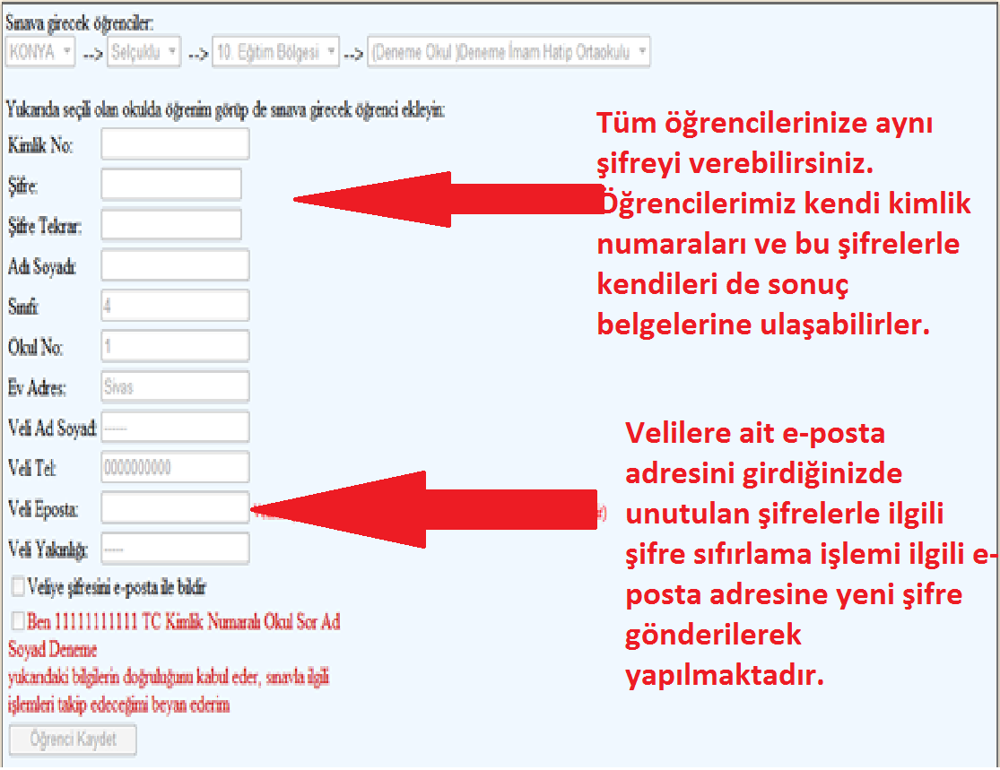 Sınava girecek öğrenciler:
KONYA --> Selçuklu --> 10. Eğitim Bölgesi --> (Deneme Okul )Deneme İmam Hatip Ortaokulu
Yukarıda seçili olan okulda öğrenim görüp de sınava girecek öğrenci ekleyin:
Kimlik No:
Şifre:
Şifre Tekrar:
Adı Soyadı:
Sınıfı: 4
Okul No: 1
Ev Adres: Sivas
Veli Ad Soyad: ------
Veli Tel: 0000000000
Veli Eposta:
Veli Yakınlığı: -----
Veliye şifresini e-posta ile bildir
Ben 11111111111 TC Kimlik Numaralı Okul Sor Ad
Soyad Deneme
yukarıdaki bilgilerin doğruluğunu kabul eder, sınavla ilgili
işlemleri takip edeceğimi beyan ederim
Öğrenci Kaydet
Tüm öğrencilerinize aynı
şifreyi verebilirsiniz.
Öğrencilerimiz kendi kimlik
numaraları ve bu şifrelerle
kendileri de sonuç
belgelerine ulaşabilirler.
Velilere ait e-posta
adresini girdiğinizde
unutulan şifrelerle ilgili
şifre sıfırlama işlemi ilgili e-
posta adresine yeni şifre
gönderilerek
yapılmaktadır.